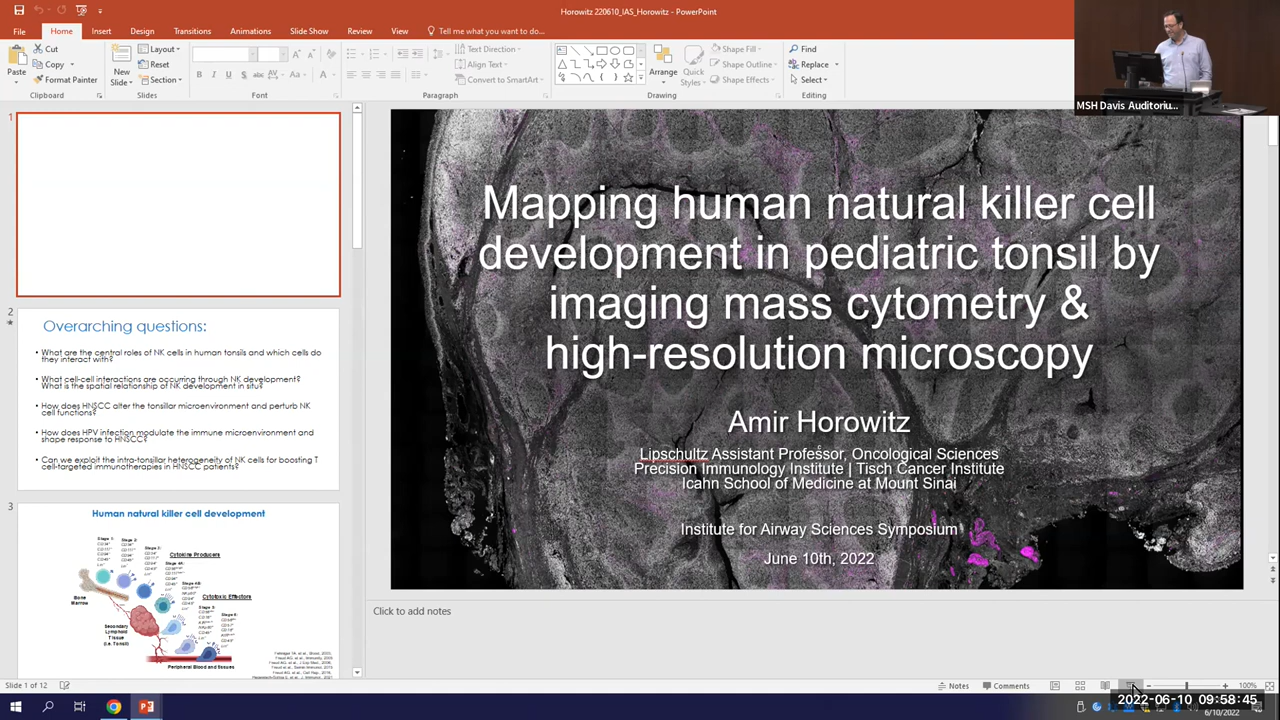 Horowitz 220610_IAS_Horowitz - PowerPoint
File Home Insert Design Transitions Animations Slide Show Review View Tell me what you want to do...
Paste
Cut
Copy
Format Painter
Clipboard
New
Slide
Layout
Reset
Section
Slides
Font
Text Direction
Align Text
Convert to SmartArt
Paragraph
Arrange
Quick
Styles
Shape Fill
Shape Outline
Shape Effects
Drawing
Find
Replace
Select
Editing
MSH Davis Auditoriu...
1
2
Overarching questions:
• What are the central roles of NK cells in human tonsils and which cells do
they interact with?
• What cell-cell interactions are occurring through NK development?
What is the spatial relationship of NK development in situ?
• How does HNSCC alter the tonsillar microenvironment and perturb NK
cell functions?
• How does HPV infection modulate the immune microenvironment and
shape response to HNSCC?
• Can we exploit the intra-tonsillar heterogeneity of NK cells for boosting T
cell-targeted immunotherapies in HNSCC patients?
3
Human natural killer cell development
Cytokine Producers
Cytotoxic Effectors
Bone
Marrow
Secondary
Lymphoid
Tissue
(i.e. Tonsil)
Peripheral Blood and tissues
Mapping human natural killer cell
development in pediatric tonsil by
imaging mass cytometry &
high-resolution microscopy
Amir Horowitz
Lipschultz Assistant Professor, Oncological Sciences
Precision Immunology Institute | Tisch Cancer Institute
Icahn School of Medicine at Mount Sinai
Institute for Airway Sciences Symposium
June 10th, 2022
Click to add notes
Slide 1 of 12
Notes
Comments
100%
2022-06-10 09:58:45
6/10/2022